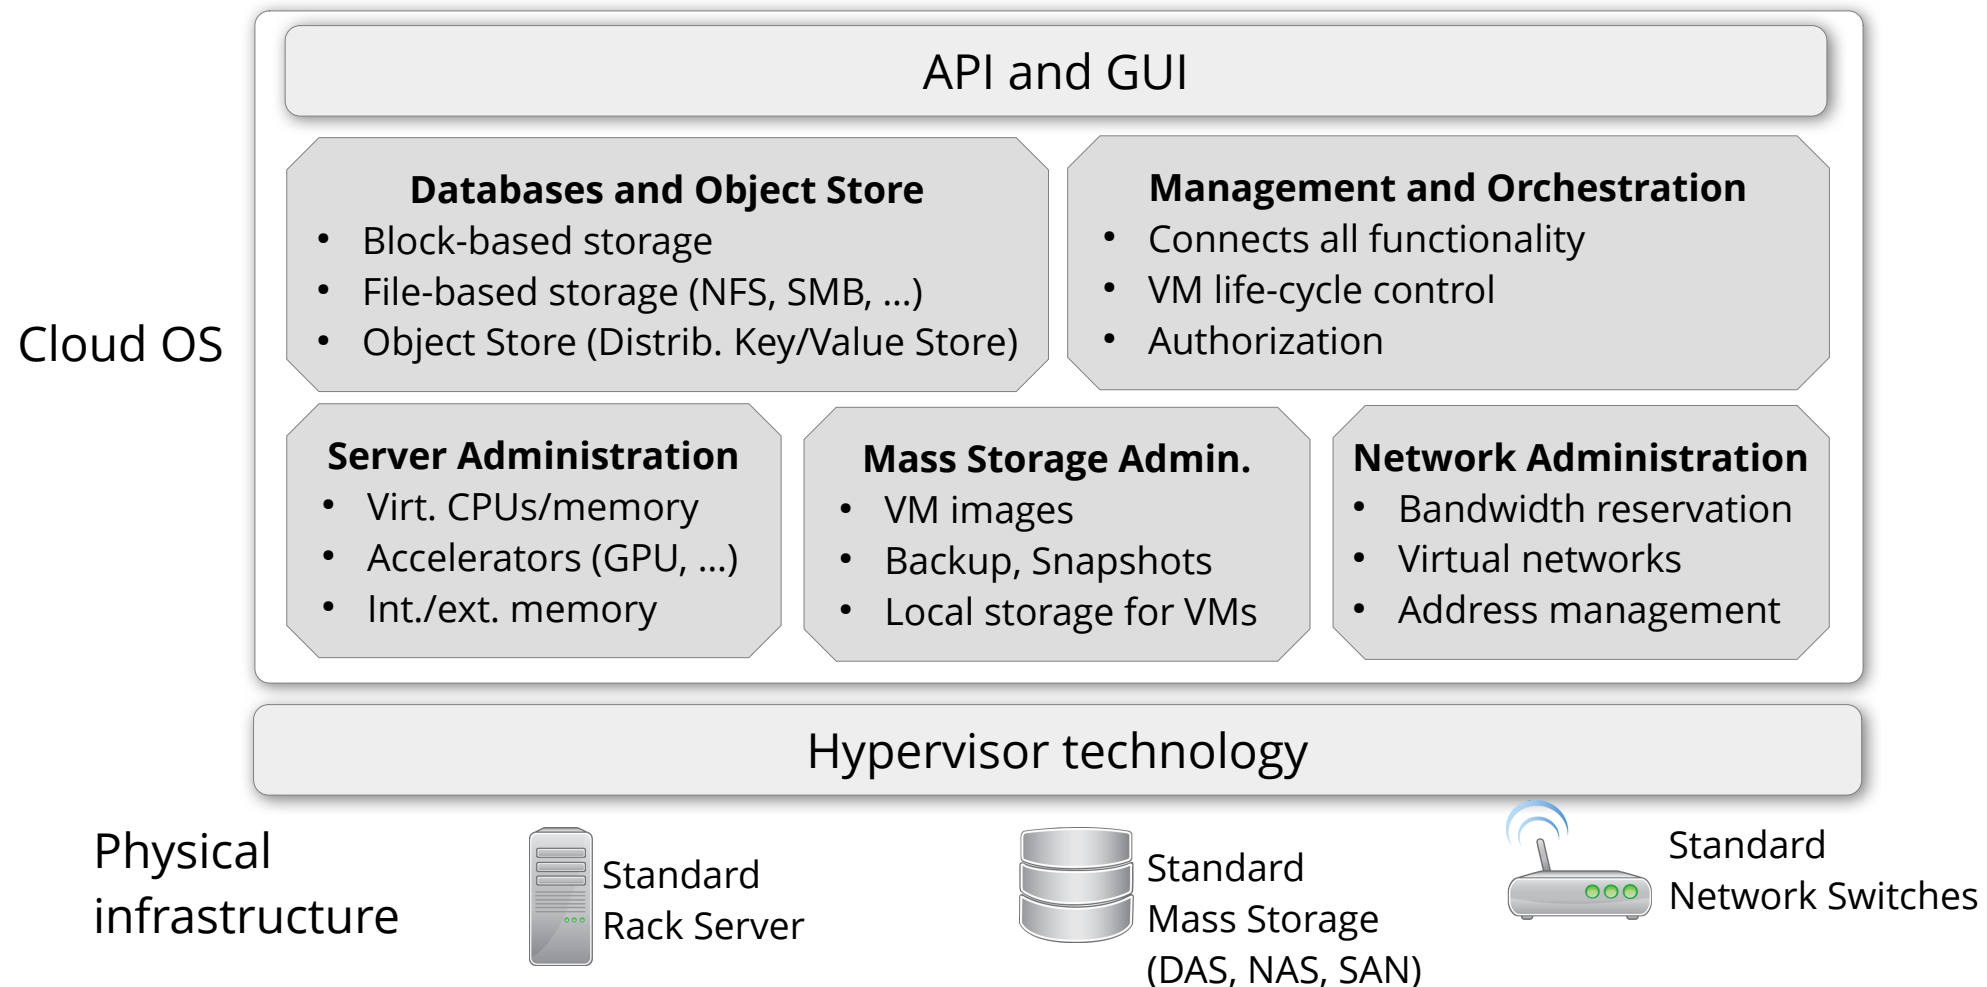 API and GUI
Cloud OS
Databases and Object Store
• Block-based storage
• File-based storage (NFS, SMB, ...)
• Object Store (Distrib. Key/Value Store)
Management and Orchestration
• Connects all functionality
• VM life-cycle control
• Authorization
Server Administration
• Virt. CPUs/memory
• Accelerators (GPU, ...)
• Int./ext. memory
Mass Storage Admin.
• VM images
• Backup, Snapshots
• Local storage for VMs
Network Administration
• Bandwidth reservation
• Virtual networks
• Address management
Hypervisor technology
Physical
infrastructure
Standard
Rack Server
Standard
Mass Storage
(DAS, NAS, SAN)
Standard
Network Switches